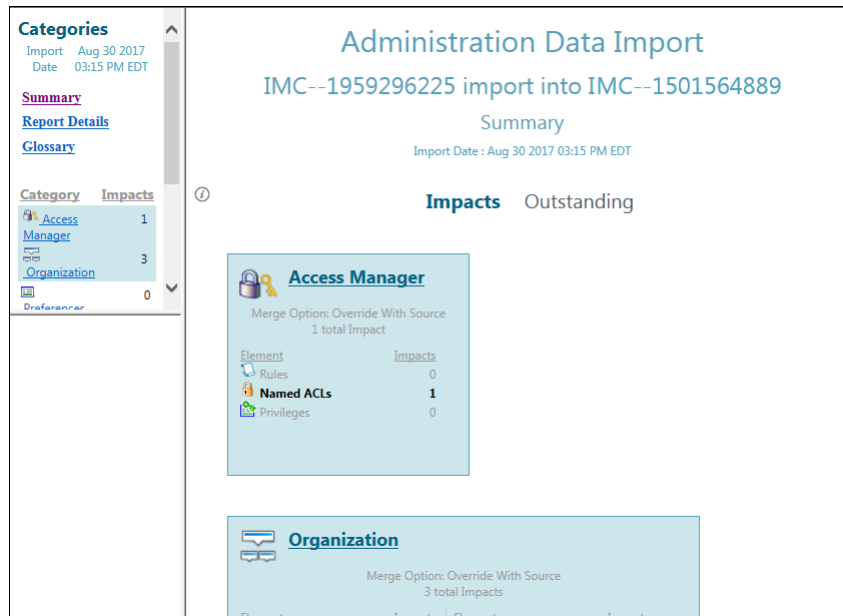 Categories
Import Aug 30 2017
Date 03:15 PM EDT
Summary
Report Details
Glossary
Category Impacts
Access 1
Manager
3
Organization
0
Preferences
Administration Data Import
IMC--1959296225 import into IMC--1501564889
Summary
Import Date : Aug 30 2017 03:15 PM EDT
Impacts Outstanding
Access Manager
Merge Option: Override With Source
1 total Impact
Element Impacts
Rules 0
Named ACLs 1
Privileges 0
Organization
Merge Option: Override With Source
3 total Impacts